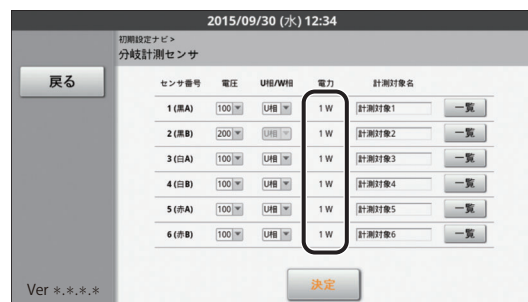 2015/09/30 (水) 12:34
初期設定ナビ>
分岐計測センサ
戻る
センサ番号 電圧 U相/W相 電力 計測対象名
1 (黒A) 100 U相 1 W 計測対象1 一覧
2 (黒B) 200 U相 1 W 計測対象2 一覧
3 (白A) 100 U相 1 W 計測対象3 一覧
4 (白B) 100 U相 1 W 計測対象4 一覧
5 (赤A) 100 U相 1 W 計測対象5 一覧
6 (赤B) 100 U相 1 W 計測対象6 一覧
決定
Ver *.*.*.*